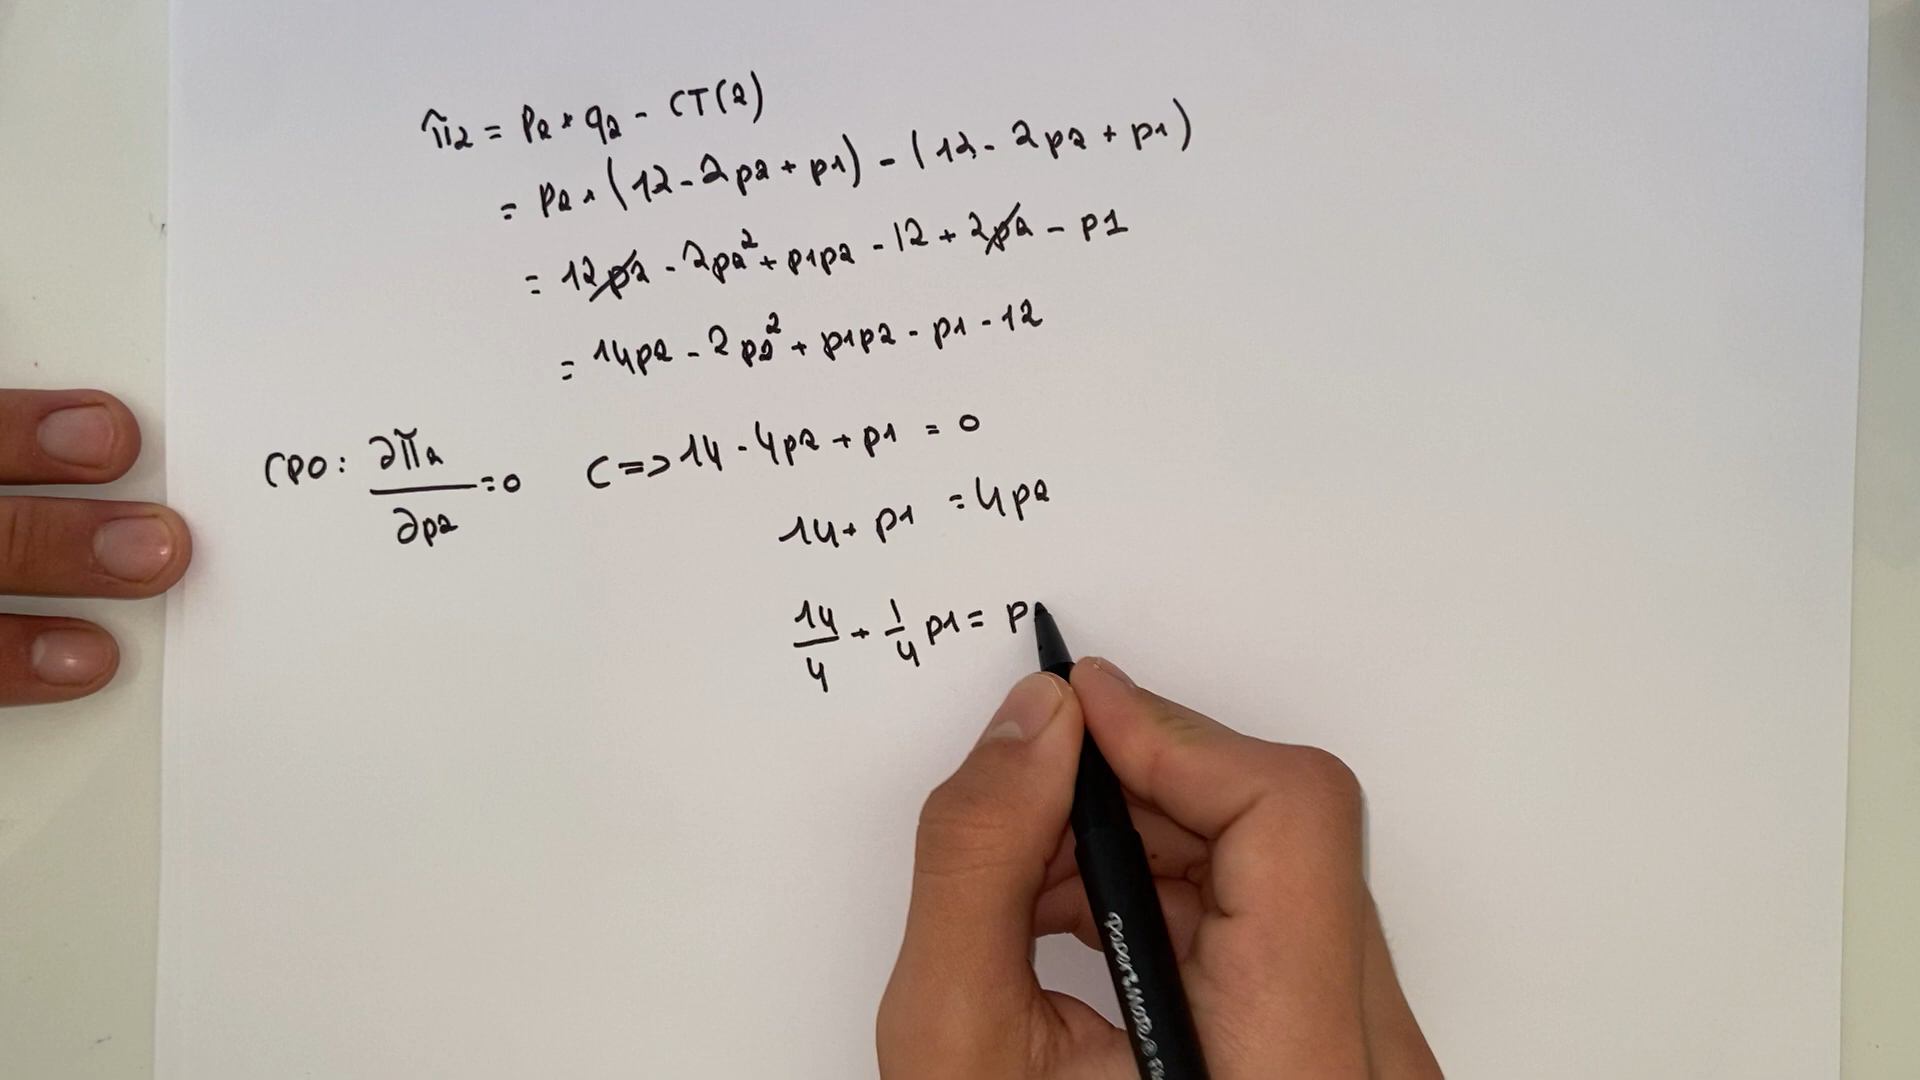 π2 = P2 * q2 - CT(2)
= P2 * (12 - 2p2 + p1) - (12 - 2p2 + p1)
= 12p2 - 2p2² + p1p2 - 12 + 2p2 - p1
= 14p2 - 2p2² + p1p2 - p1 - 12
CPO: ∂π2/∂p2 = 0 <=> 14 - 4p2 + p1 = 0
14 + p1 = 4p2
14/4 + 1/4 p1 = p
paper:mate